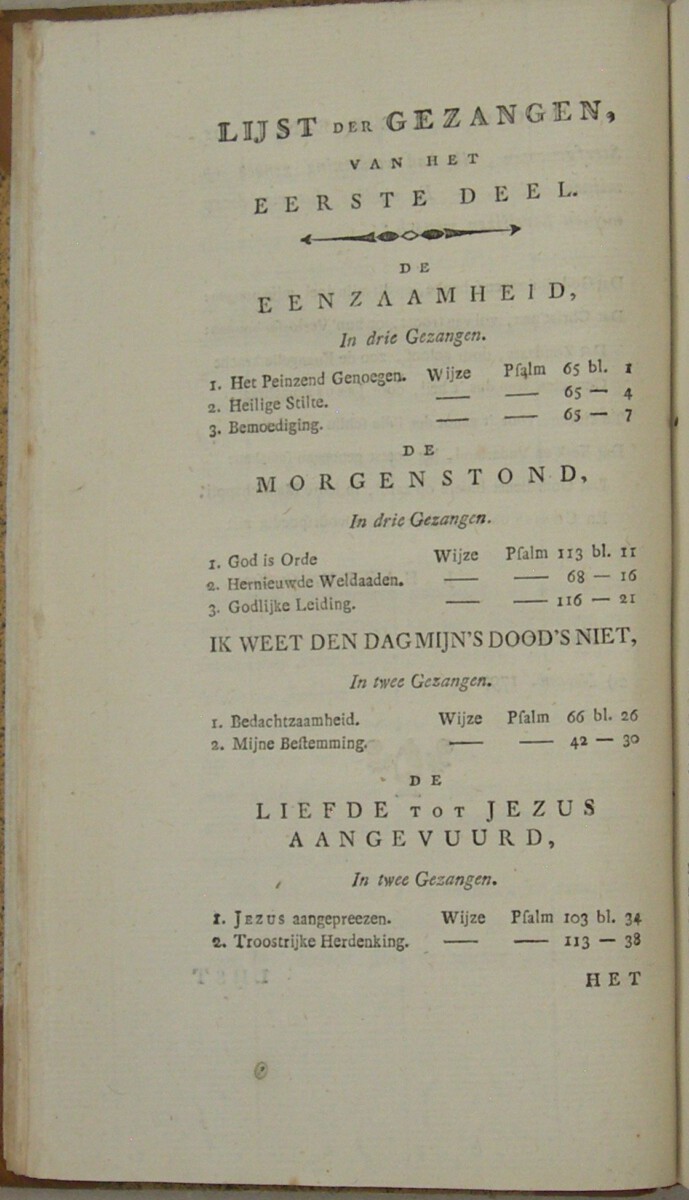 LIJST DER GEZANGEN,
VAN HET
EERSTE DEEL.
DE
EENZAAMHEID,
In drie Gezangen.
1. Het Peinzend Genoegen. Wijze Pſalm 65 bl. 1
2. Heilige Stilte. — — 65 — 4
3. Bemoediging. — — 65 — 7
DE
MORGENSTOND,
In drie Gezangen.
1. God is Orde Wijze Pſalm 113 bl. 11
2. Hernieuwde Weldaaden. — — 68 — 16
3. Godlijke Leiding. — — 116 — 21
IK WEET DEN DAG MIJN'S DOOD'S NIET,
In twee Gezangen.
1. Bedachtzaamheid. Wijze Pſalm 66 bl. 26
2. Mijne Beſtemming. — — 42 — 30
DE
LIEFDE TOT JEZUS
AANGEVUURD,
In twee Gezangen.
1. JEZUS aangepreezen. Wijze Pſalm 103 bl. 34
2. Troostrijke Herdenking. — — 113 — 38
HET